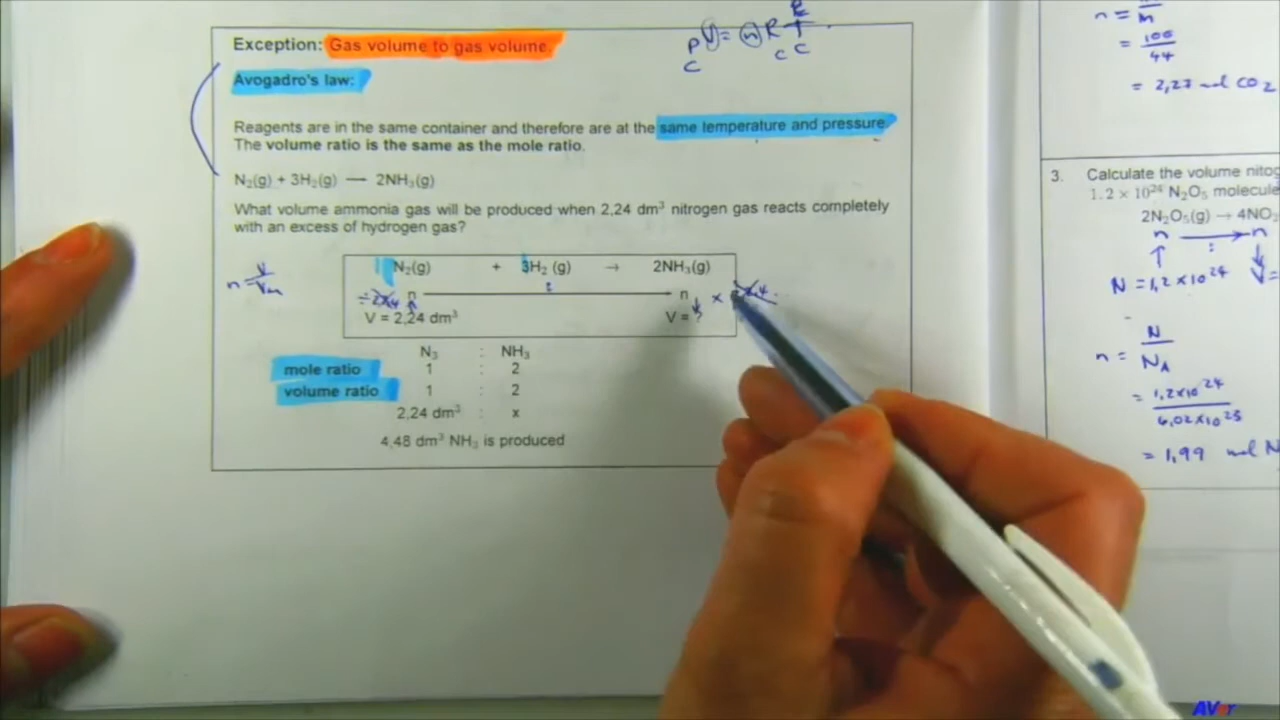 Exception: Gas volume to gas volume
Avogadro's law:
P V = n R T
C C C
Reagents are in the same container and therefore are at the same temperature and pressure.
The volume ratio is the same as the mole ratio.
N₂(g) + 3H₂(g) — 2NH₃(g)
What volume ammonia gas will be produced when 2,24 dm³ nitrogen gas reacts completely
with an excess of hydrogen gas?
n = V/Vm
1 N₂(g) + 3H₂ (g) → 2NH₃(g)
n : n ×
V = 2,24 dm³ V = ?
N₃ : NH₃
mole ratio 1 : 2
volume ratio 1 : 2
2,24 dm³ : x
4,48 dm³ NH₃ is produced
n = m
= 100/44
= 2,27 mol CO₂
3. Calculate the volume
1.2 × 10²⁴ N₂O₅
2N₂O₅(g) → 4NO
n → n
:
N = 1,2×10²⁴ V =
n = N/NA
= 1,2×10²⁴/6,02×10²³
= 1,99 mol N
AVer